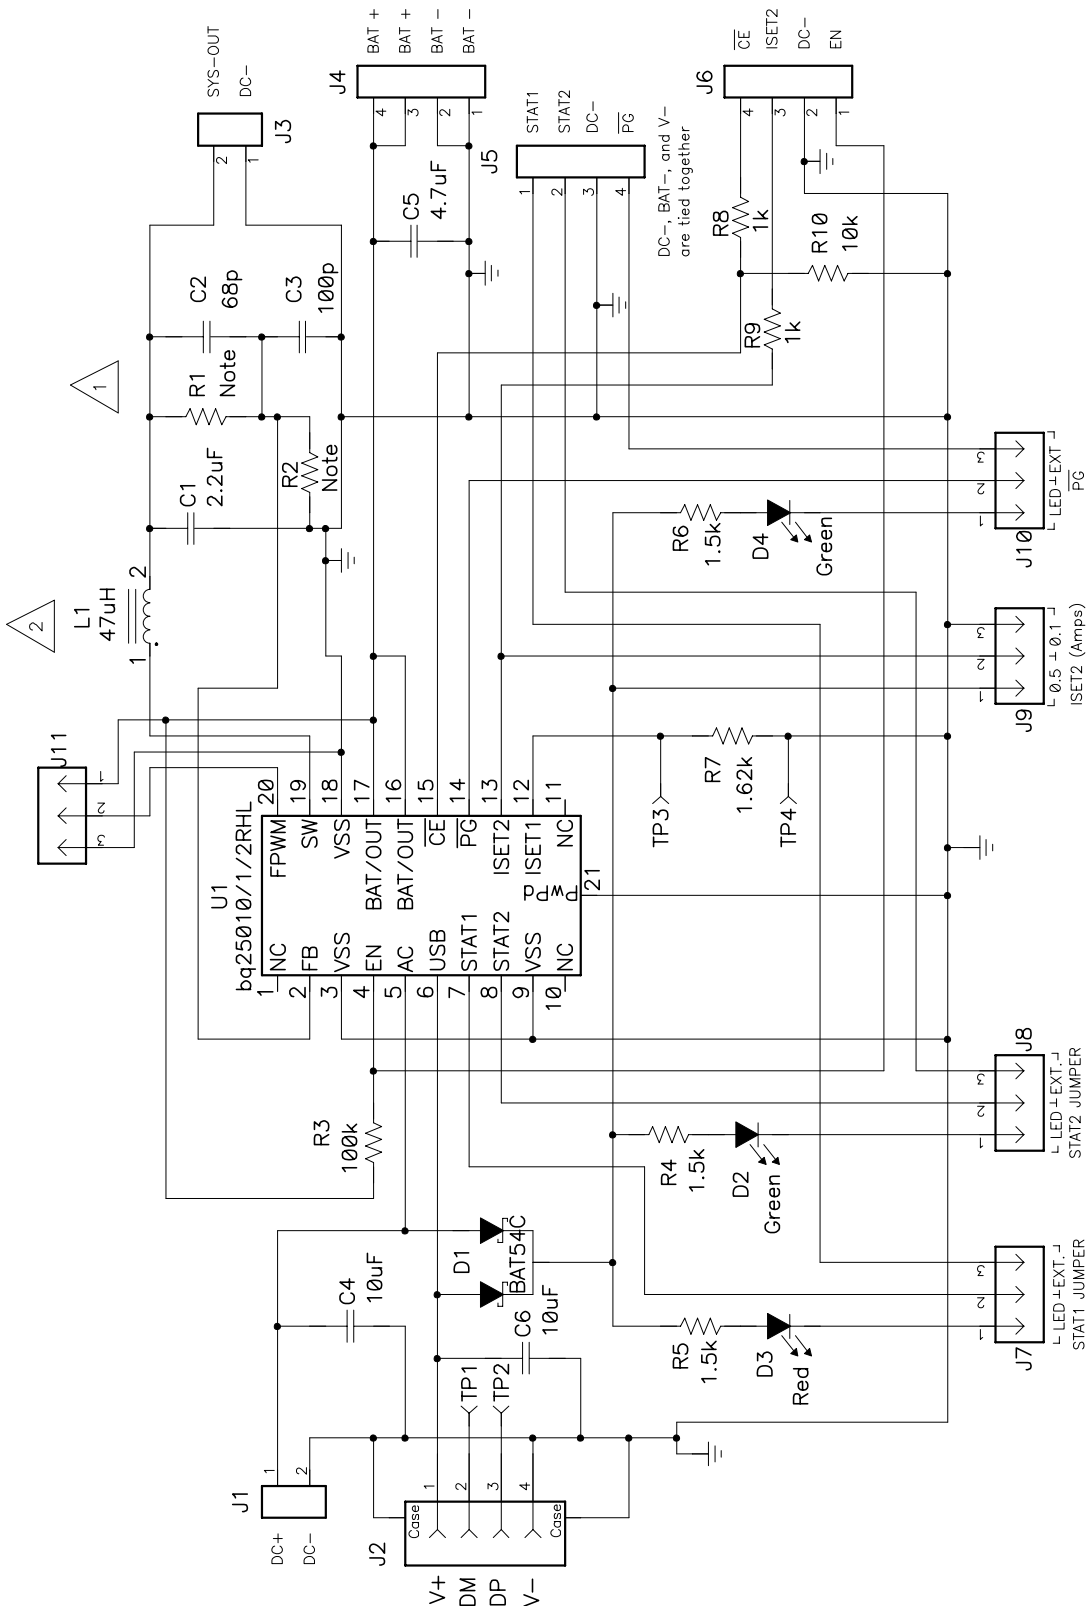 J1
DC+
DC-
1
2
J2
Case
Case
V+
DM
DP
V-
1
2
3
4
TP1
TP2
C4
10uF
C6
10uF
D1
BAT54C
R3
100k
R5
1.5k
D3
Red
R4
1.5k
D2
Green
J7
1
2
3
LED
EXT.
STAT1 JUMPER
J8
1
2
3
LED
EXT.
STAT2 JUMPER
U1
bq25010/1/2RHL
1
NC
2
FB
3
VSS
4
EN
5
AC
6
USB
7
STAT1
8
STAT2
9
VSS
10
NC
FPWM
20
SW
19
VSS
18
BAT/OUT
17
BAT/OUT
16
CE
15
PG
14
ISET2
13
ISET1
12
NC
11
PwPd
21
J11
1
2
3
TP3
TP4
R7
1.62k
J9
1
2
3
0.5
0.1
ISET2 (Amps)
2
L1
47uH
1
2
C1
2.2uF
R2
Note
1
R1
Note
C2
68p
C3
100p
R6
1.5k
D4
Green
J10
1
2
3
LED
EXT
PG
J3
SYS-OUT
DC-
2
1
J4
BAT +
BAT +
BAT -
BAT -
4
3
2
1
C5
4.7uF
J5
STAT1
STAT2
DC-
PG
1
2
3
4
DC-, BAT-, and V-
are tied together
R8
1k
R9
1k
R10
10k
J6
CE
ISET2
DC-
EN
4
3
2
1